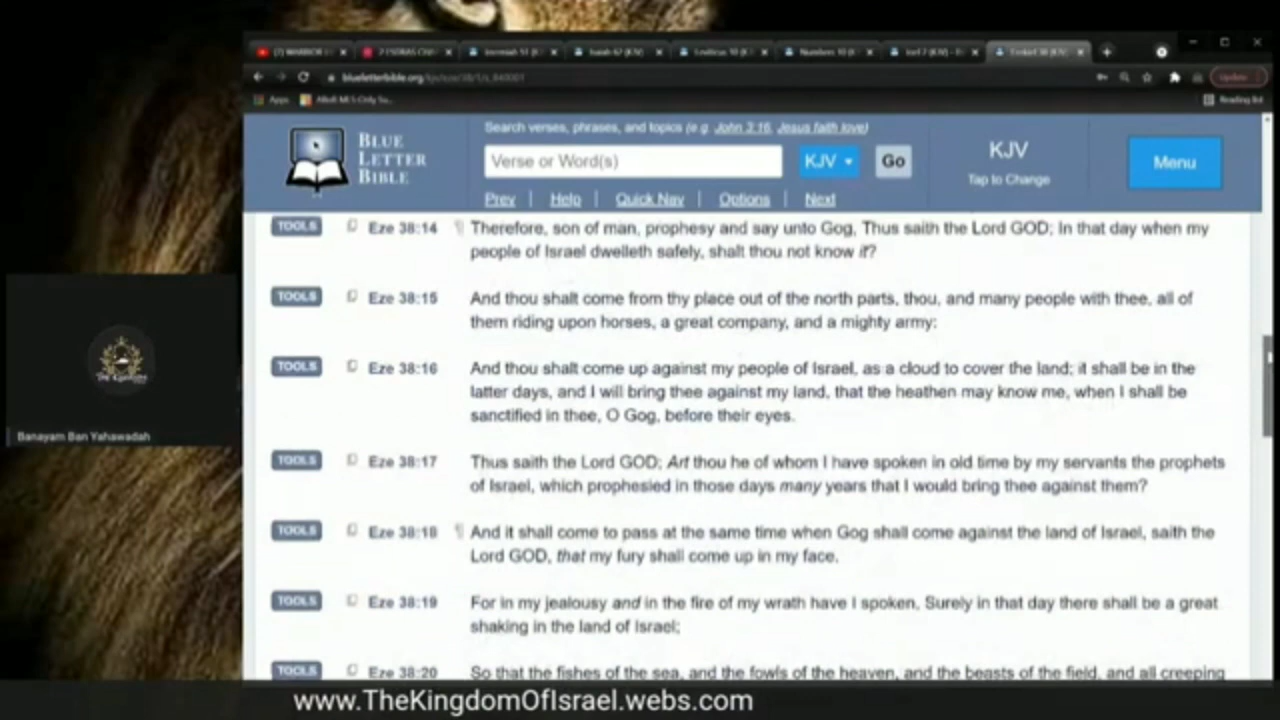 blueletterbible.org
Apps
Reading list
Update
BLUE
LETTER
BIBLE
Search verses, phrases, and topics (e.g. John 3:16, Jesus faith love)
Verse or Word(s)
KJV
Go
KJV
Tap to Change
Menu
Prev | Help | Quick Nav | Options | Next
TOOLS Eze 38:14 ¶ Therefore, son of man, prophesy and say unto Gog, Thus saith the Lord GOD; In that day when my
people of Israel dwelleth safely, shalt thou not know it?
TOOLS Eze 38:15 And thou shalt come from thy place out of the north parts, thou, and many people with thee, all of
them riding upon horses, a great company, and a mighty army:
TOOLS Eze 38:16 And thou shalt come up against my people of Israel, as a cloud to cover the land; it shall be in the
latter days, and I will bring thee against my land, that the heathen may know me, when I shall be
sanctified in thee, O Gog, before their eyes.
TOOLS Eze 38:17 Thus saith the Lord GOD; Art thou he of whom I have spoken in old time by my servants the prophets
of Israel, which prophesied in those days many years that I would bring thee against them?
TOOLS Eze 38:18 ¶ And it shall come to pass at the same time when Gog shall come against the land of Israel, saith the
Lord GOD, that my fury shall come up in my face.
TOOLS Eze 38:19 For in my jealousy and in the fire of my wrath have I spoken, Surely in that day there shall be a great
shaking in the land of Israel;
TOOLS Eze 38:20 So that the fishes of the sea, and the fowls of the heaven, and the beasts of the field, and all creeping
The Kingdom
Banayam Ban Yahawadah
www.TheKingdomOfIsrael.webs.com